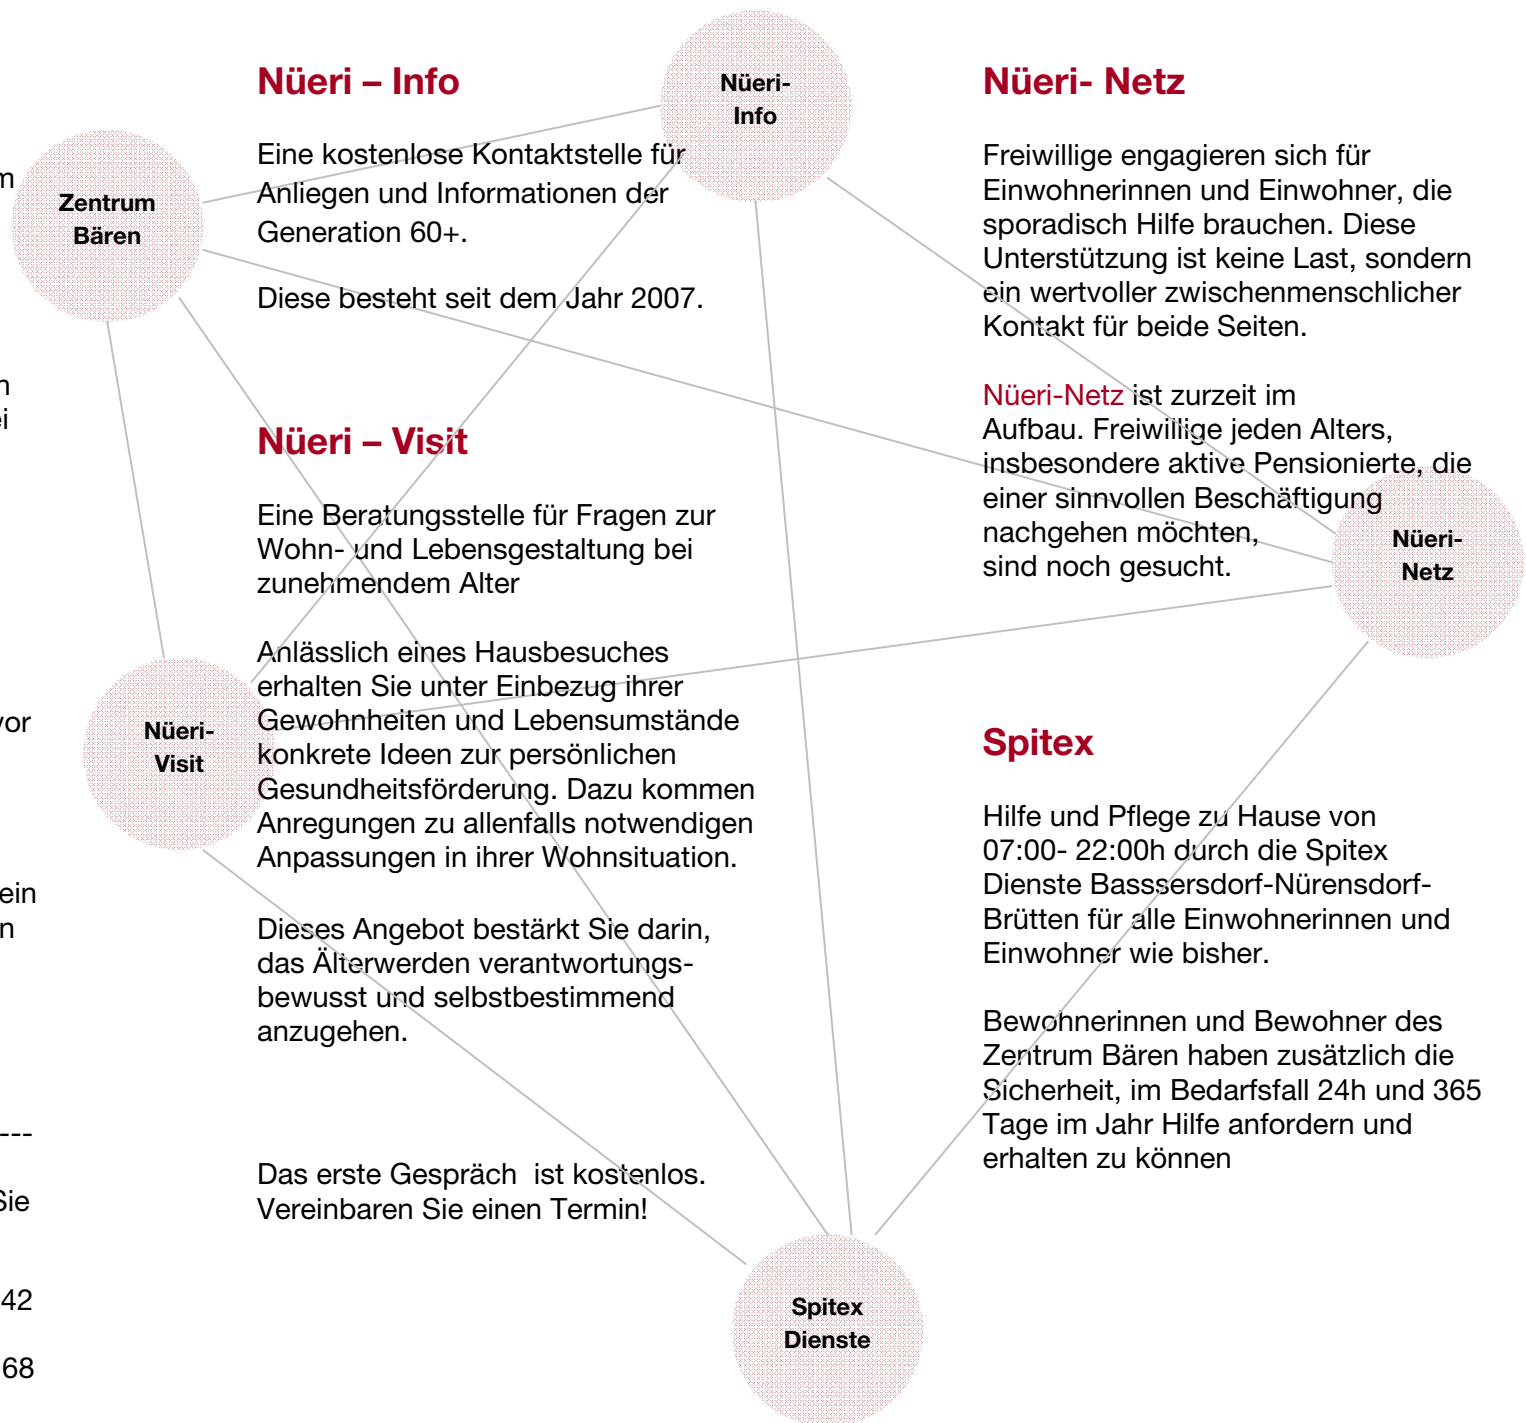 m
n
ei
vor
ein
n
---
Sie
42
68
Zentrum
Bären
Nüeri-
Visit
Nüeri – Info
Eine kostenlose Kontaktstelle für
Anliegen und Informationen der
Generation 60+.
Diese besteht seit dem Jahr 2007.
Nüeri – Visit
Eine Beratungsstelle für Fragen zur
Wohn- und Lebensgestaltung bei
zunehmendem Alter
Anlässlich eines Hausbesuches
erhalten Sie unter Einbezug ihrer
Gewohnheiten und Lebensumstände
konkrete Ideen zur persönlichen
Gesundheitsförderung. Dazu kommen
Anregungen zu allenfalls notwendigen
Anpassungen in ihrer Wohnsituation.
Dieses Angebot bestärkt Sie darin,
das Älterwerden verantwortungs-
bewusst und selbstbestimmend
anzugehen.
Das erste Gespräch  ist kostenlos.
Vereinbaren Sie einen Termin!
Nüeri-
Info
Spitex
Dienste
Nüeri- Netz
Freiwillige engagieren sich für
Einwohnerinnen und Einwohner, die
sporadisch Hilfe brauchen. Diese
Unterstützung ist keine Last, sondern
ein wertvoller zwischenmenschlicher
Kontakt für beide Seiten.
Nüeri-Netz ist zurzeit im
Aufbau. Freiwillige jeden Alters,
insbesondere aktive Pensionierte, die
einer sinnvollen Beschäftigung
nachgehen möchten,
sind noch gesucht.
Nüeri-
Netz
Spitex
Hilfe und Pflege zu Hause von
07:00- 22:00h durch die Spitex
Dienste Basssersdorf-Nürensdorf-
Brütten für alle Einwohnerinnen und
Einwohner wie bisher.
Bewohnerinnen und Bewohner des
Zentrum Bären haben zusätzlich die
Sicherheit, im Bedarfsfall 24h und 365
Tage im Jahr Hilfe anfordern und
erhalten zu können